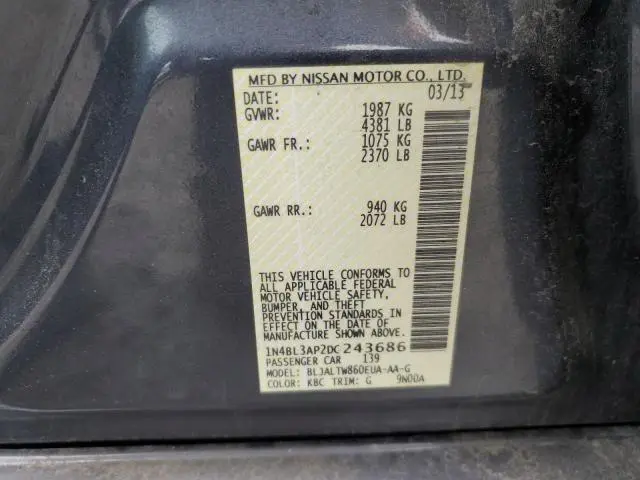 MFD BY NISSAN MOTOR CO., LTD.
DATE: 03/13
GVWR: 1987 KG
4381 LB
GAWR FR.: 1075 KG
2370 LB
GAWR RR.: 940 KG
2072 LB
THIS VEHICLE CONFORMS TO
ALL APPLICABLE FEDERAL
MOTOR VEHICLE SAFETY,
BUMPER, AND THEFT
PREVENTION STANDARDS IN
EFFECT ON THE DATE OF
MANUFACTURE SHOWN ABOVE.
1N4BL3AP2DC243686
PASSENGER CAR 139
MODEL: BLJALTW860EUA-AA-G
COLOR: KBC TRIM: G 9N00A